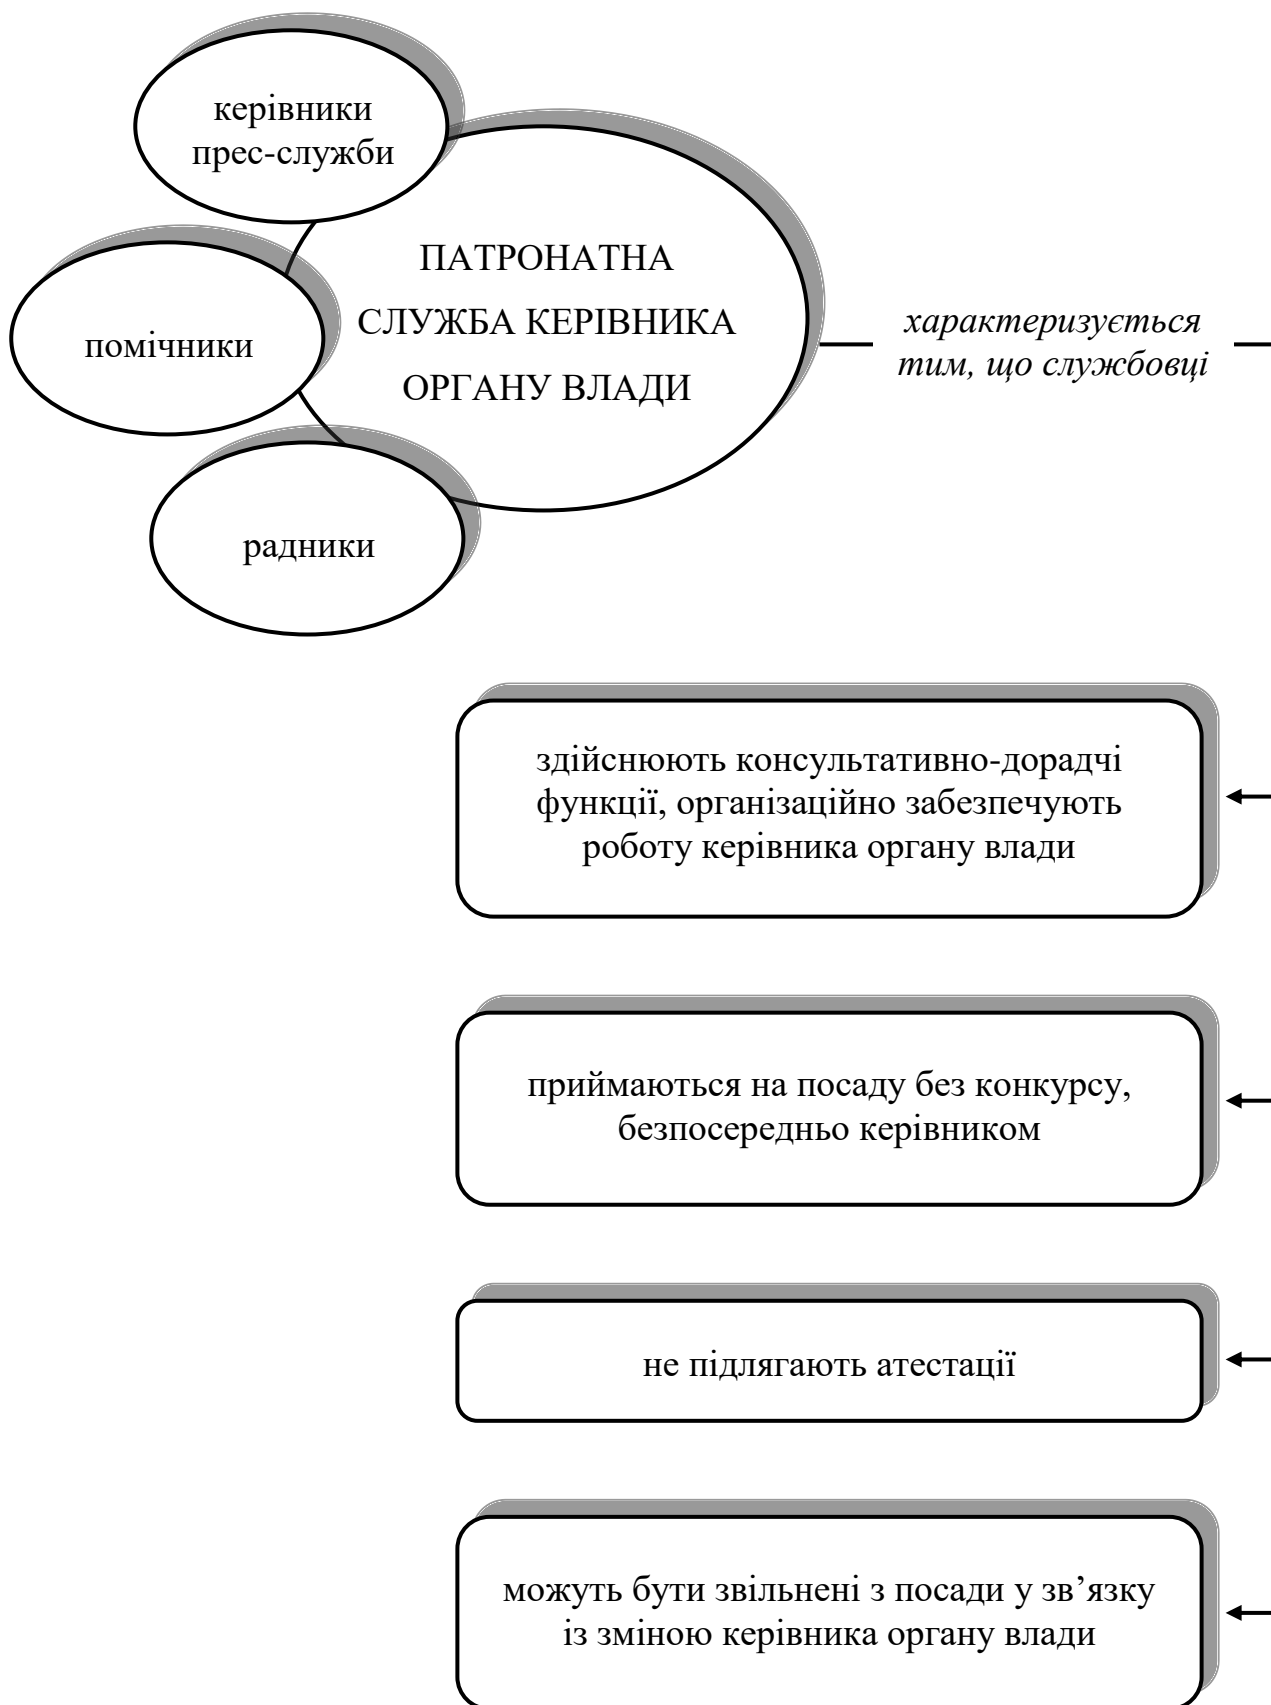 керівники
прес-служби
ПАТРОНАТНА
СЛУЖБА КЕРІВНИКА
ОРГАНУ ВЛАДИ
помічники
радники
характеризується
тим, що службовці
здійснюють консультативно-дорадчі
функції, організаційно забезпечують
роботу керівника органу влади
приймаються на посаду без конкурсу,
безпосередньо керівником
не підлягають атестації
можуть бути звільнені з посади у зв’язку
із зміною керівника органу влади